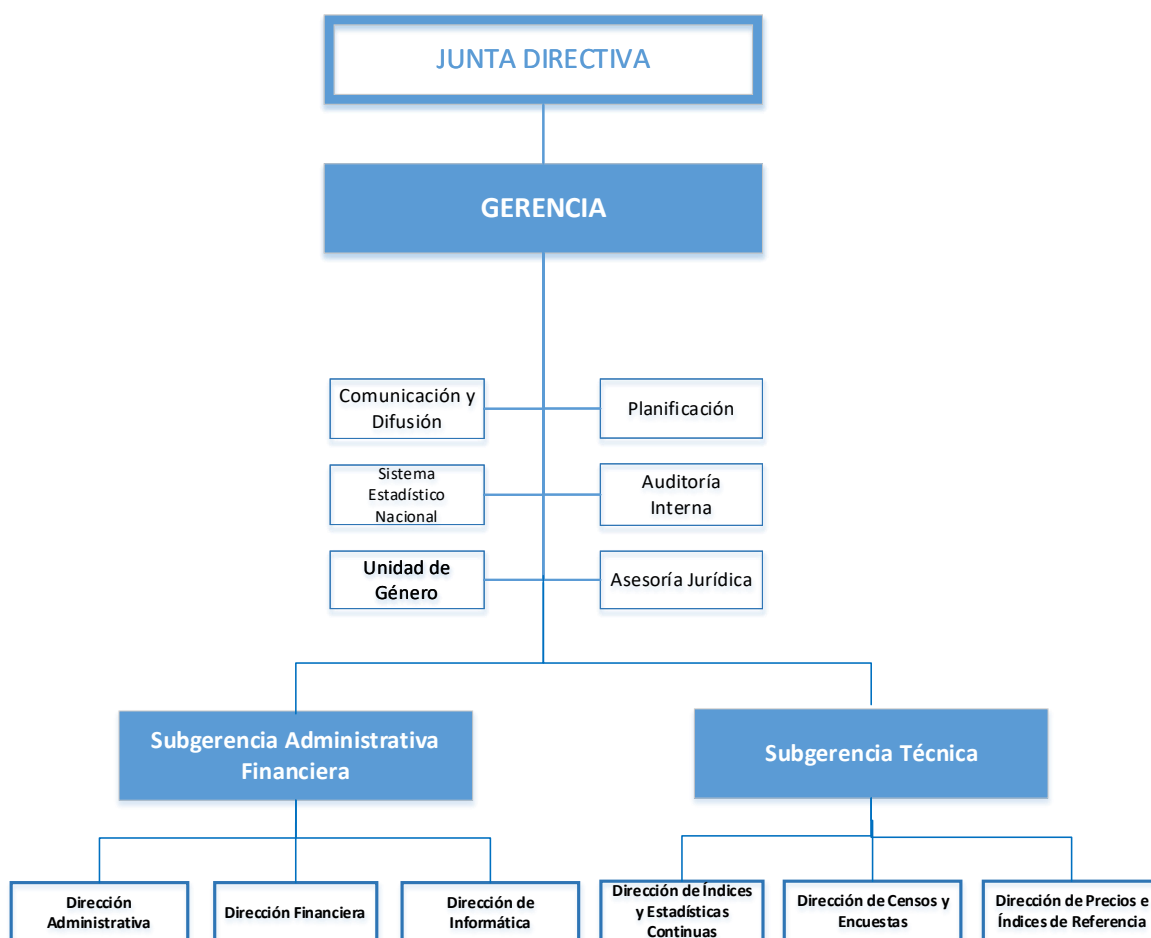 JUNTA DIRECTIVA
GERENCIA
Comunicación y
Difusión
Planificación
Sistema
Estadístico
Nacional
Auditoría
Interna
Unidad de
Género
Asesoría Jurídica
Subgerencia Administrativa
Financiera
Subgerencia Técnica
Dirección
Administrativa
Dirección Financiera
Dirección de
Informática
Dirección de Índices
y Estadísticas
Continuas
Dirección de Censos y
Encuestas
Dirección de Precios e
Índices de Referencia